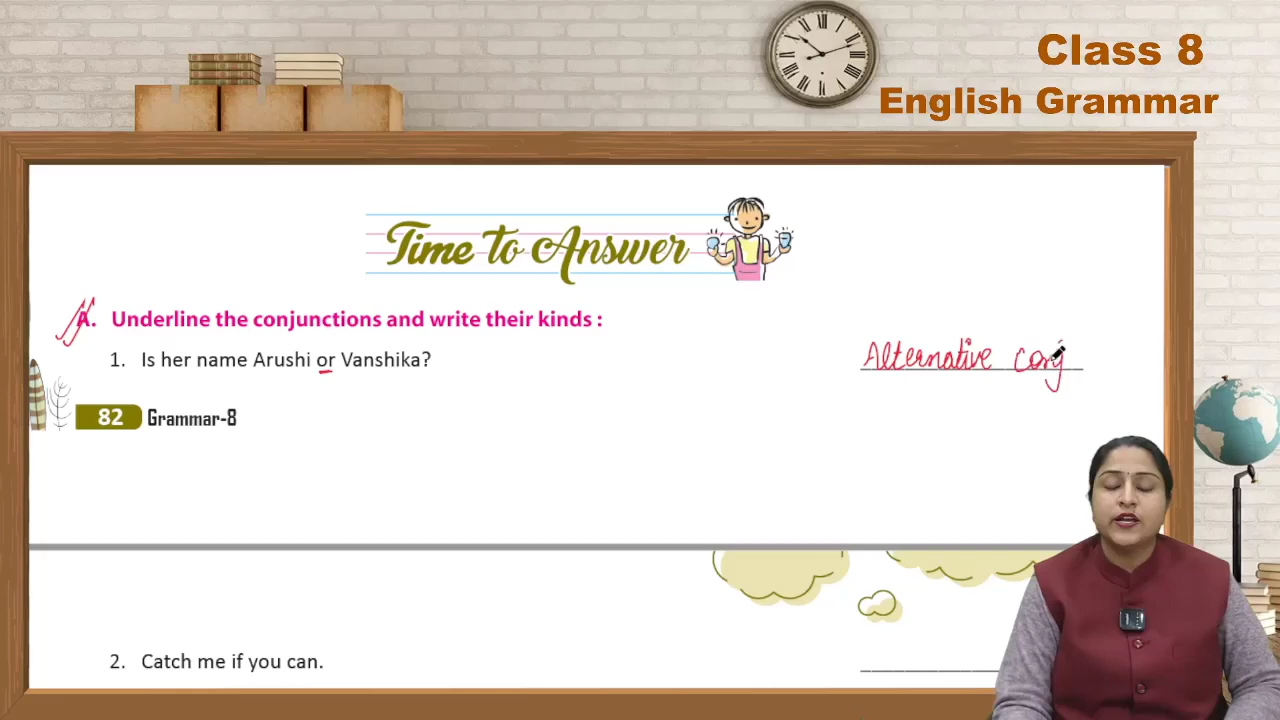 Class 8
English Grammar
Time to Answer
A. Underline the conjunctions and write their kinds :
1. Is her name Arushi or Vanshika? Alternative conj
82 Grammar-8
2. Catch me if you can.